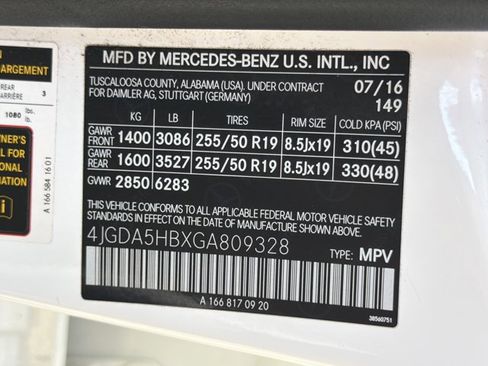 ARGEMENT
REAR
ARRIÈRE 3
1080 lbs.
WNER'S
L FOR
MATION
A 166 584 16 01
MFD BY MERCEDES-BENZ U.S. INTL., INC
TUSCALOOSA COUNTY, ALABAMA (USA). UNDER CONTRACT
FOR DAIMLER AG, STUTTGART (GERMANY)
07/16
149
KG LB TIRES RIM SIZE COLD KPA (PSI)
GAWR FRONT 1400 3086 255/50 R19 8.5Jx19 310(45)
GAWR REAR 1600 3527 255/50 R19 8.5Jx19 330(48)
GVWR 2850 6283
THIS VEHICLE CONFORMS TO ALL APPLICABLE FEDERAL MOTOR VEHICLE SAFETY
STANDARDS IN EFFECT ON THE DATE OF MANUFACTURE SHOWN ABOVE.
4JGDA5HBXGA809328 TYPE: MPV
A 166 817 09 20
38560751